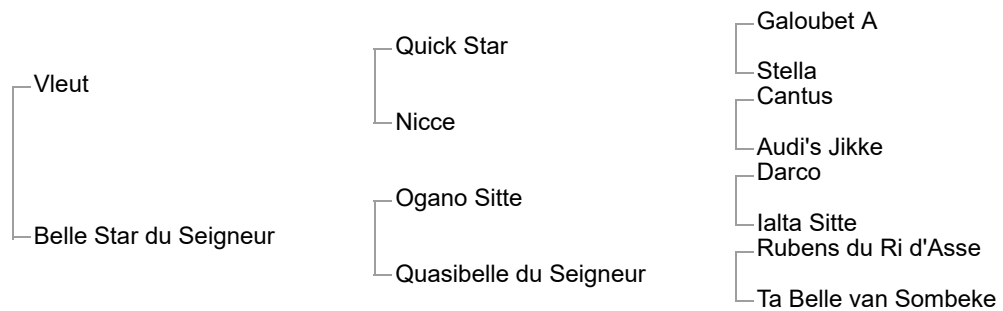 Galoubet A
Quick Star
Stella
Vleut
Cantus
Nicce
Audi's Jikke
Darco
Ogano Sitte
Ialta Sitte
Belle Star du Seigneur
Rubens du Ri d'Asse
Quasibelle du Seigneur
Ta Belle van Sombeke